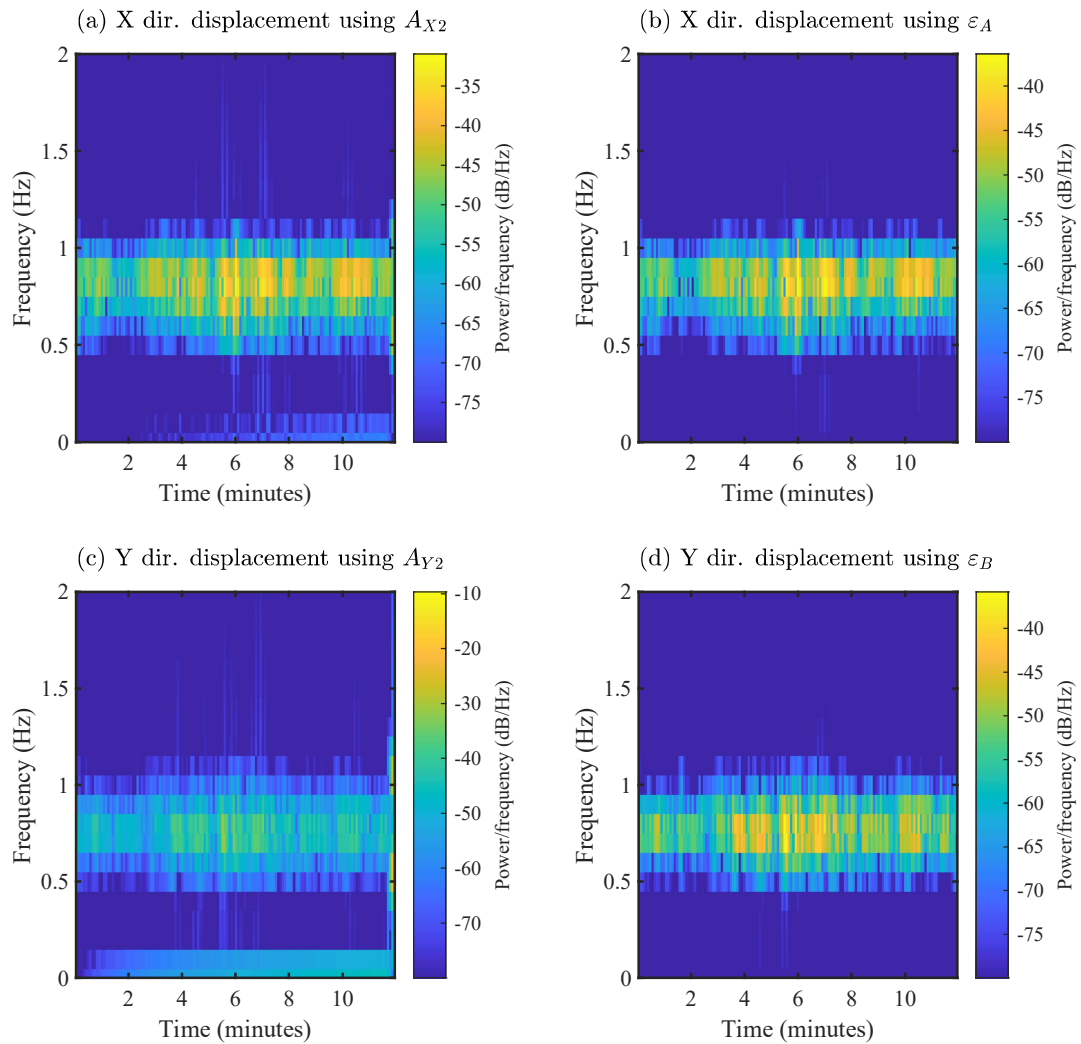 (a) X dir. displacement using A_{X2}
2
1.5
1
0.5
0
2 4 6 8 10
Frequency (Hz)
Time (minutes)
-35
-40
-45
-50
-55
-60
-65
-70
-75
Power/frequency (dB/Hz)
(b) X dir. displacement using ε_A
2
1.5
1
0.5
0
2 4 6 8 10
Frequency (Hz)
Time (minutes)
-40
-45
-50
-55
-60
-65
-70
-75
Power/frequency (dB/Hz)
(c) Y dir. displacement using A_{Y2}
2
1.5
1
0.5
0
2 4 6 8 10
Frequency (Hz)
Time (minutes)
-10
-20
-30
-40
-50
-60
-70
Power/frequency (dB/Hz)
(d) Y dir. displacement using ε_B
2
1.5
1
0.5
0
2 4 6 8 10
Frequency (Hz)
Time (minutes)
-40
-45
-50
-55
-60
-65
-70
-75
Power/frequency (dB/Hz)